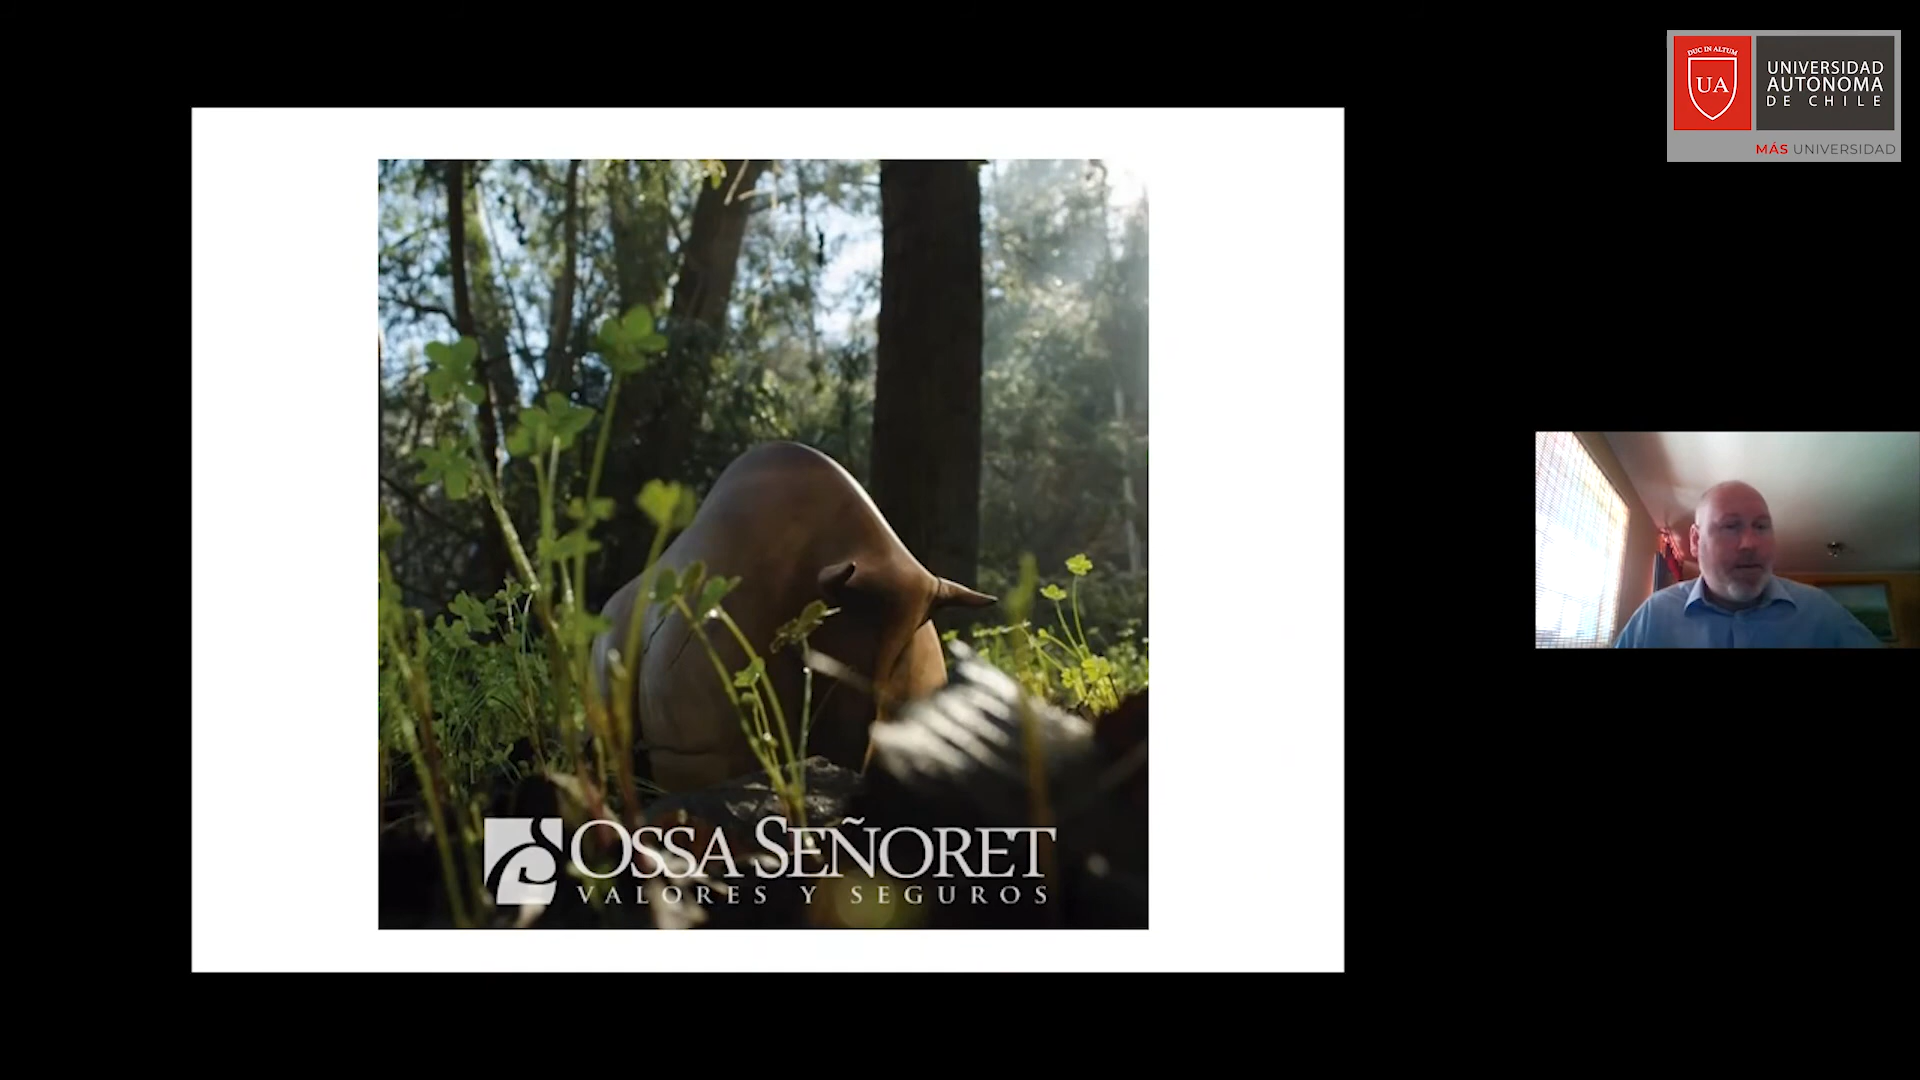 DUC IN ALTUM
UA
UNIVERSIDAD
AUTONOMA
DE CHILE
MÁS UNIVERSIDAD
OSSA SEÑORET
VALORES Y SEGUROS